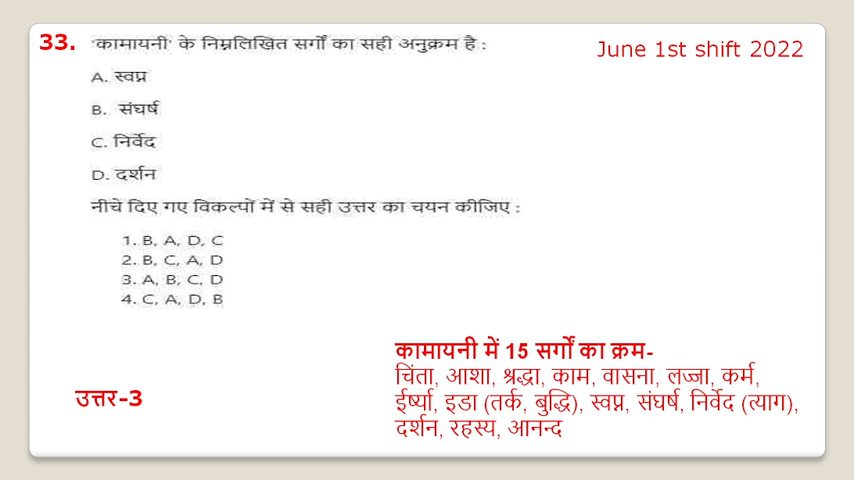 33. 'कामायनी' के निम्नलिखित सर्गों का सही अनुक्रम है :
June 1st shift 2022
A. स्वप्न
B. संघर्ष
C. निर्वेद
D. दर्शन
नीचे दिए गए विकल्पों में से सही उत्तर का चयन कीजिए :
1. B, A, D, C
2. B, C, A, D
3. A, B, C, D
4. C, A, D, B
कामायनी में 15 सर्गों का क्रम-
चिंता, आशा, श्रद्धा, काम, वासना, लज्जा, कर्म,
ईर्ष्या, इडा (तर्क, बुद्धि), स्वप्न, संघर्ष, निर्वेद (त्याग),
दर्शन, रहस्य, आनन्द
उत्तर-3